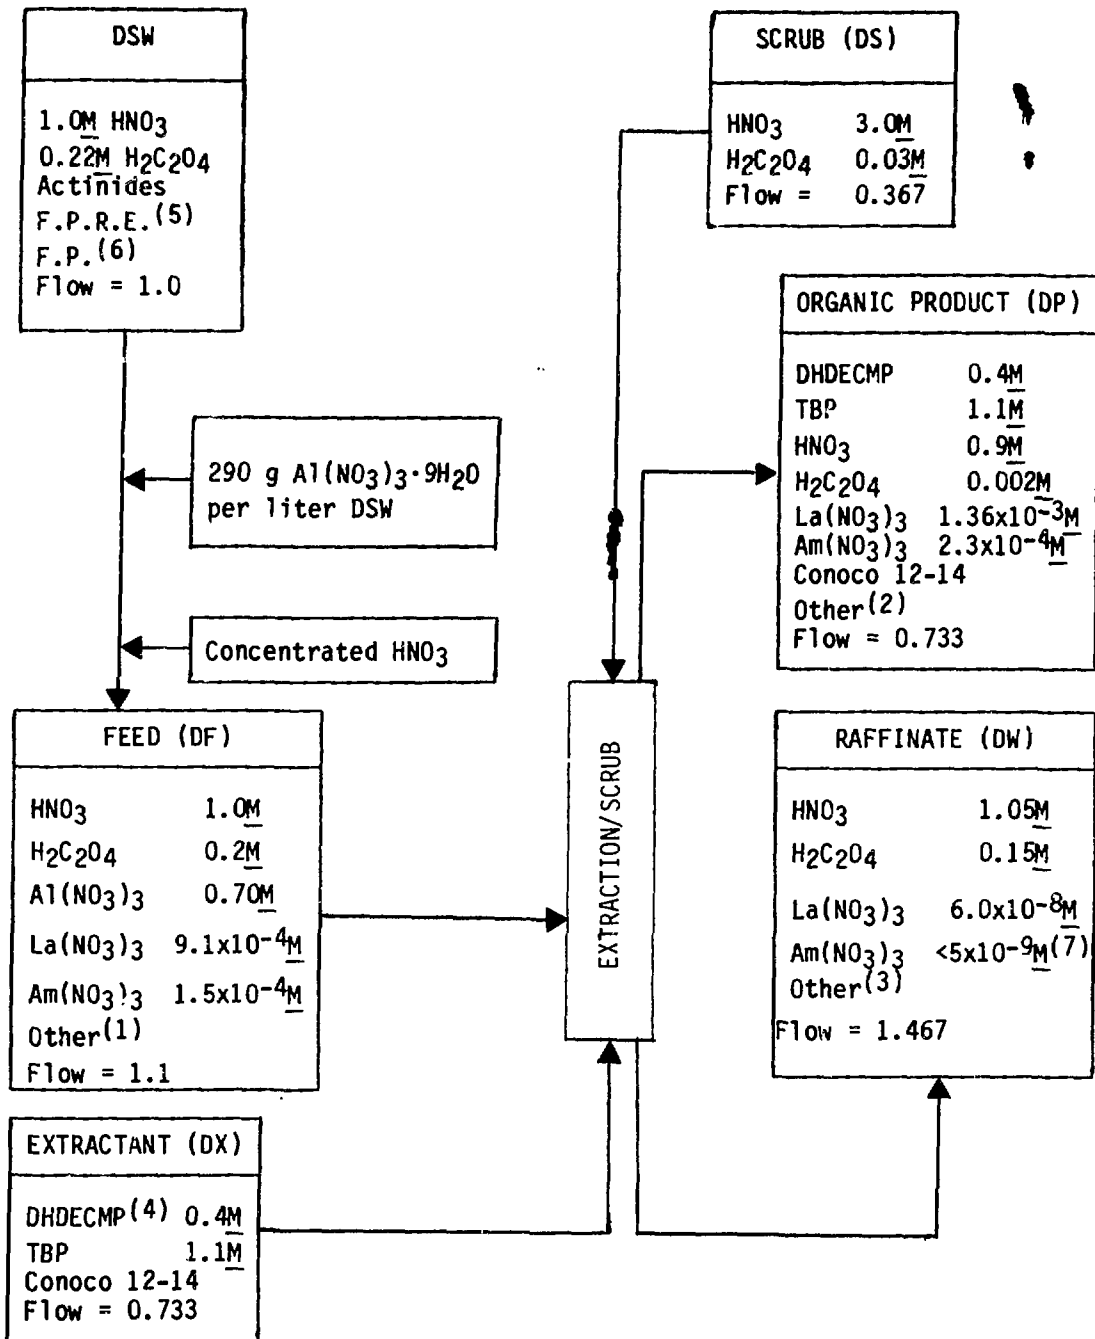 DSW
1.0M HNO3
0.22M H2C2O4
Actinides
F.P.R.E.(5)
F.P.(6)
Flow = 1.0
SCRUB (DS)
HNO3 3.0M
H2C2O4 0.03M
Flow = 0.367
ORGANIC PRODUCT (DP)
DHDECMP 0.4M
TBP 1.1M
HNO3 0.9M
H2C2O4 0.002M
La(NO3)3 1.36x10-3M
Am(NO3)3 2.3x10-4M
Conoco 12-14
Other(2)
Flow = 0.733
290 g Al(NO3)3·9H2O
per liter DSW
Concentrated HNO3
FEED (DF)
HNO3 1.0M
H2C2O4 0.2M
Al(NO3)3 0.70M
La(NO3)3 9.1x10-4M
Am(NO3)3 1.5x10-4M
Other(1)
Flow = 1.1
EXTRACTION/SCRUB
RAFFINATE (DW)
HNO3 1.05M
H2C2O4 0.15M
La(NO3)3 6.0x10-8M
Am(NO3)3 <5x10-9M(7)
Other(3)
Flow = 1.467
EXTRACTANT (DX)
DHDECMP(4) 0.4M
TBP 1.1M
Conoco 12-14
Flow = 0.733